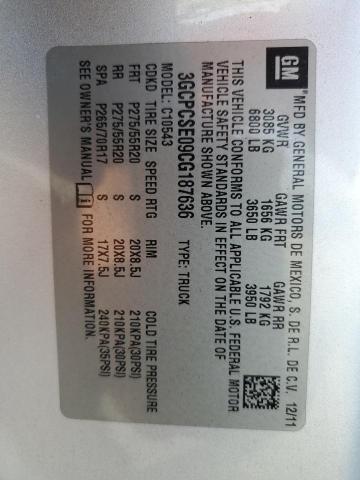 GM
MFD BY GENERAL MOTORS DE MEXICO, S. DE R.L. DE C.V. 12/11
GVWR GAWR FRT GAWR RR
3085 KG 1656 KG 1792 KG
6800 LB 3650 LB 3950 LB
THIS VEHICLE CONFORMS TO ALL APPLICABLE U.S. FEDERAL MOTOR
VEHICLE SAFETY STANDARDS IN EFFECT ON THE DATE OF
MANUFACTURE SHOWN ABOVE.
3GCPCSE09CG187636 TYPE: TRUCK
MODEL: C10543
CDKD TIRE SIZE SPEED RTG RIM COLD TIRE PRESSURE
FRT P275/55R20 S 20X8.5J 210KPA(30PSI)
RR P275/55R20 S 20X8.5J 210KPA(30PSI)
SPA P265/70R17 S 17X7.5J 240KPA(35PSI)
SEE OWNER'S MANUAL i FOR MORE INFORMATION.